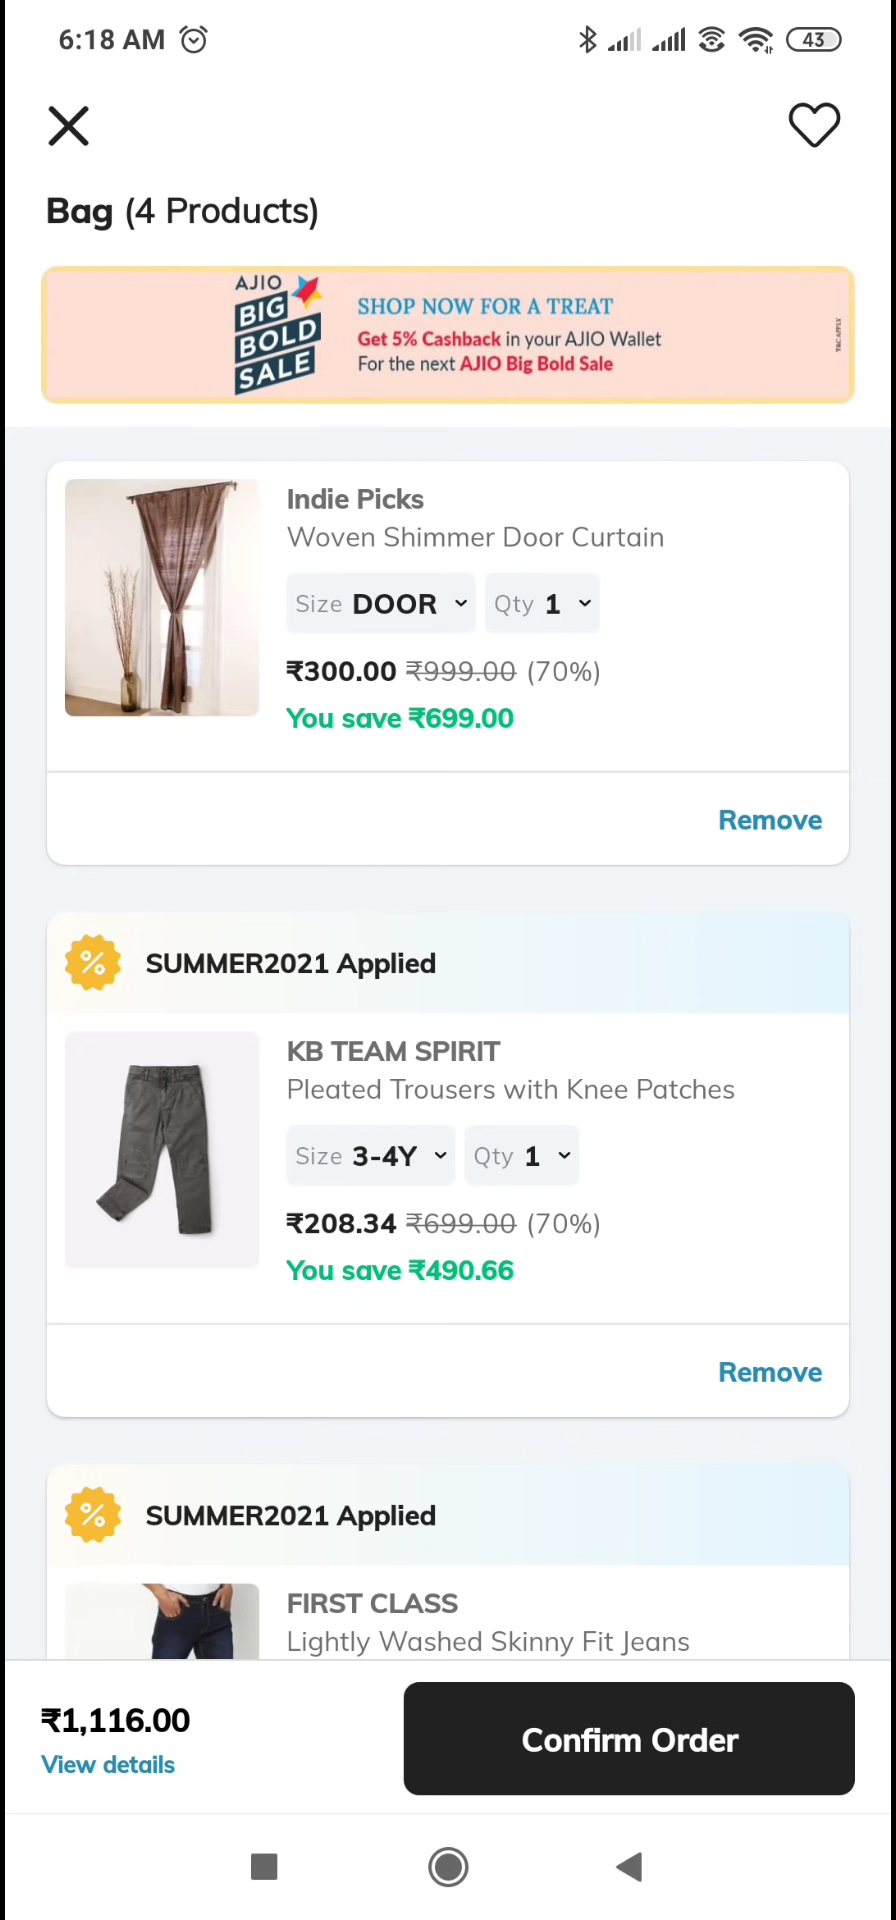 6:18 AM
43
Bag (4 Products)
AJIO
BIG
BOLD
SALE
SHOP NOW FOR A TREAT
Get 5% Cashback in your AJIO Wallet
For the next AJIO Big Bold Sale
T&C APPLY
Indie Picks
Woven Shimmer Door Curtain
Size DOOR Qty 1
₹300.00 ₹999.00 (70%)
You save ₹699.00
Remove
SUMMER2021 Applied
KB TEAM SPIRIT
Pleated Trousers with Knee Patches
Size 3-4Y Qty 1
₹208.34 ₹699.00 (70%)
You save ₹490.66
Remove
SUMMER2021 Applied
FIRST CLASS
Lightly Washed Skinny Fit Jeans
₹1,116.00
View details
Confirm Order